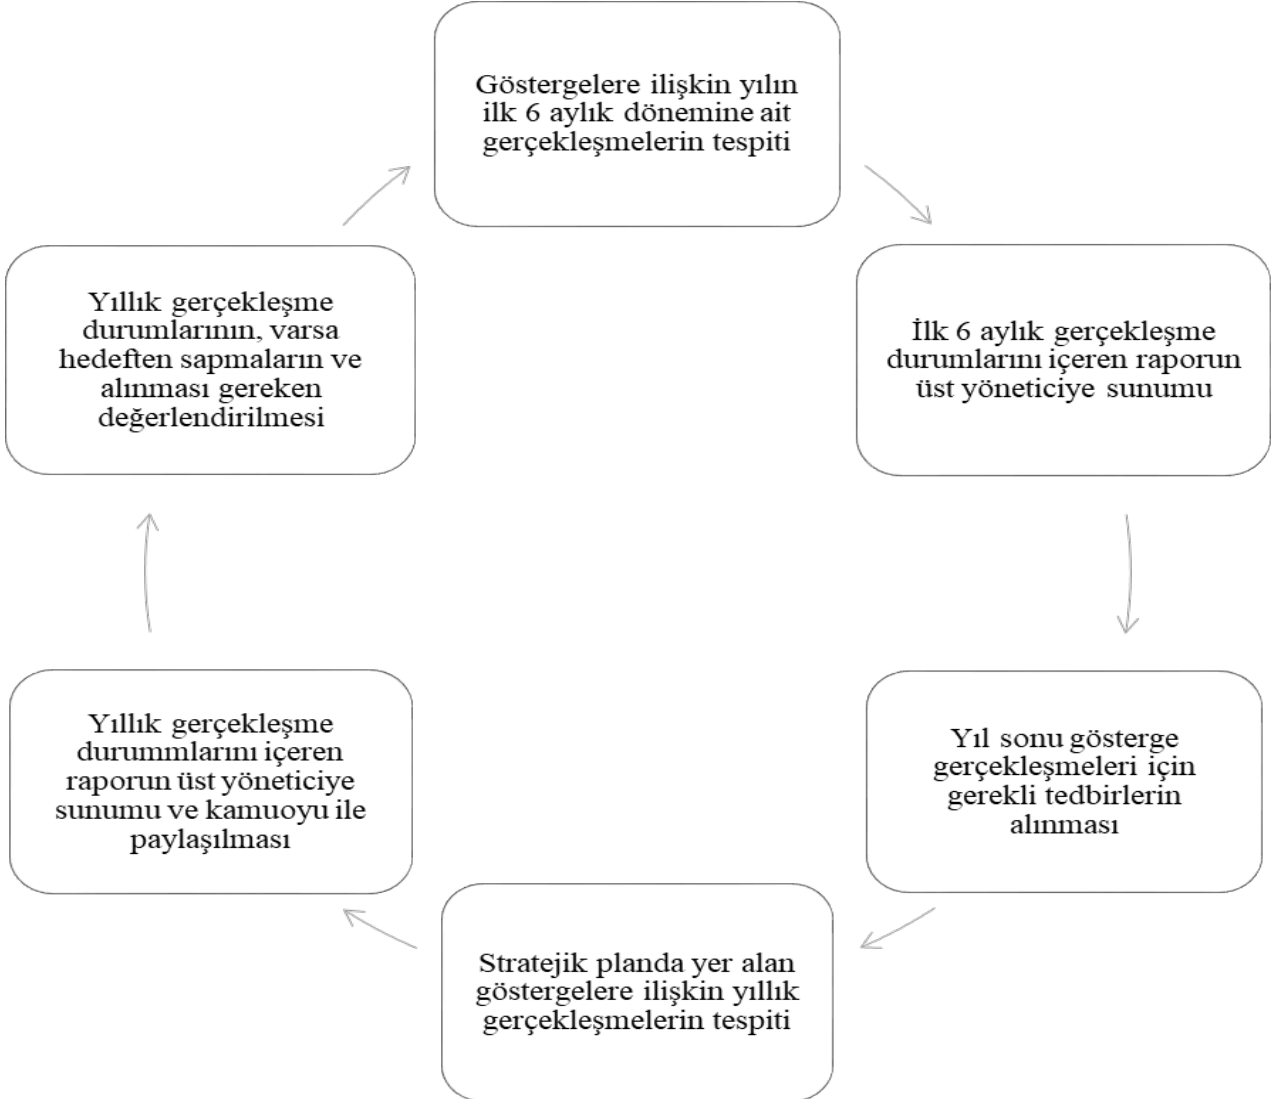 Göstergelere ilişkin yılın
ilk 6 aylık dönemine ait
gerçekleşmelerin tespiti
İlk 6 aylık gerçekleşme
durumlarını içeren raporun
üst yöneticiye sunumu
Yıl sonu gösterge
gerçekleşmeleri için
gerekli tedbirlerin
alınması
Stratejik planda yer alan
göstergelere ilişkin yıllık
gerçekleşmelerin tespiti
Yıllık gerçekleşme
durummlarını içeren
raporun üst yöneticiye
sunumu ve kamuoyu ile
paylaşılması
Yıllık gerçekleşme
durumlarının, varsa
hedeften sapmaların ve
alınması gereken
değerlendirilmesi